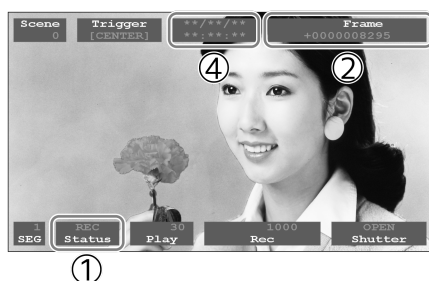 Scene
0
Trigger
[CENTER]
**/**/**
**:**:**
Frame
+0000008295
④
②
1
SEG
REC
Status
30
Play
1000
Rec
OPEN
Shutter
①